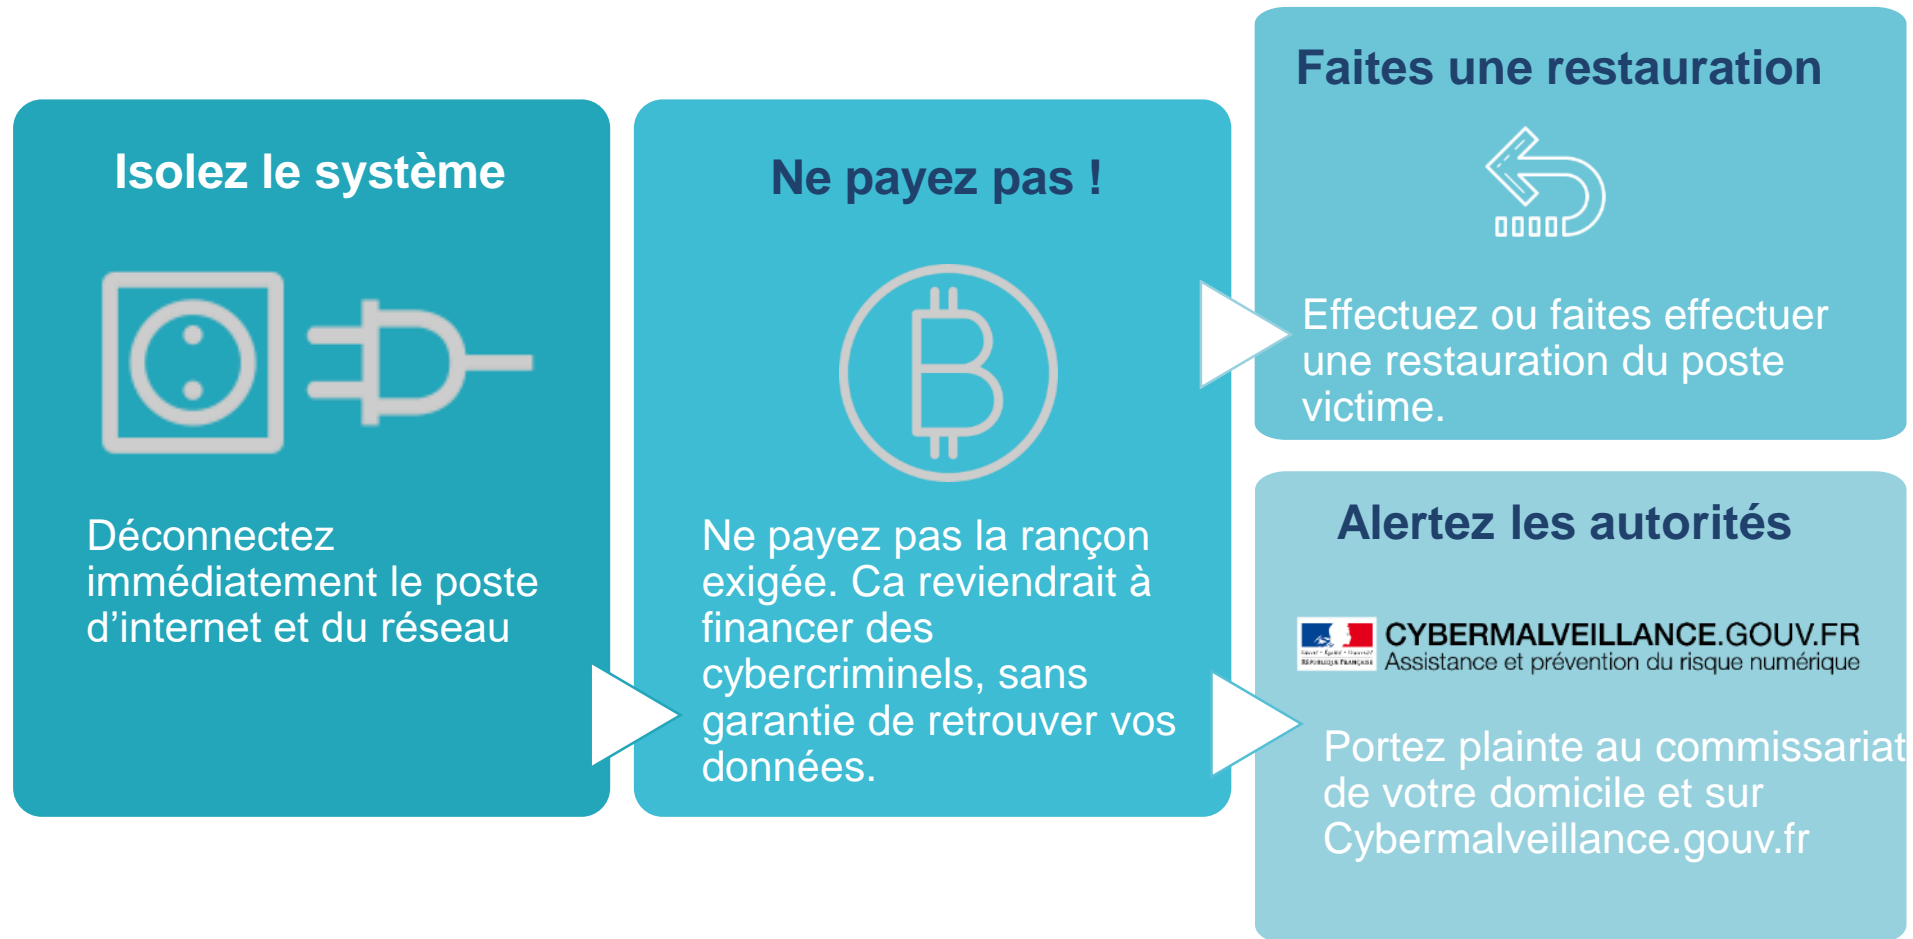 Isolez le système
Déconnectez
immédiatement le poste
d’internet et du réseau
Ne payez pas !
Ne payez pas la rançon
exigée. Ca reviendrait à
financer des
cybercriminels, sans
garantie de retrouver vos
données.
Faites une restauration
Effectuez ou faites effectuer
une restauration du poste
victime.
Alertez les autorités
CYBERMALVEILLANCE.GOUV.FR
Assistance et prévention du risque numérique
RÉPUBLIQUE FRANÇAISE
Portez plainte au commissariat
de votre domicile et sur
Cybermalveillance.gouv.fr